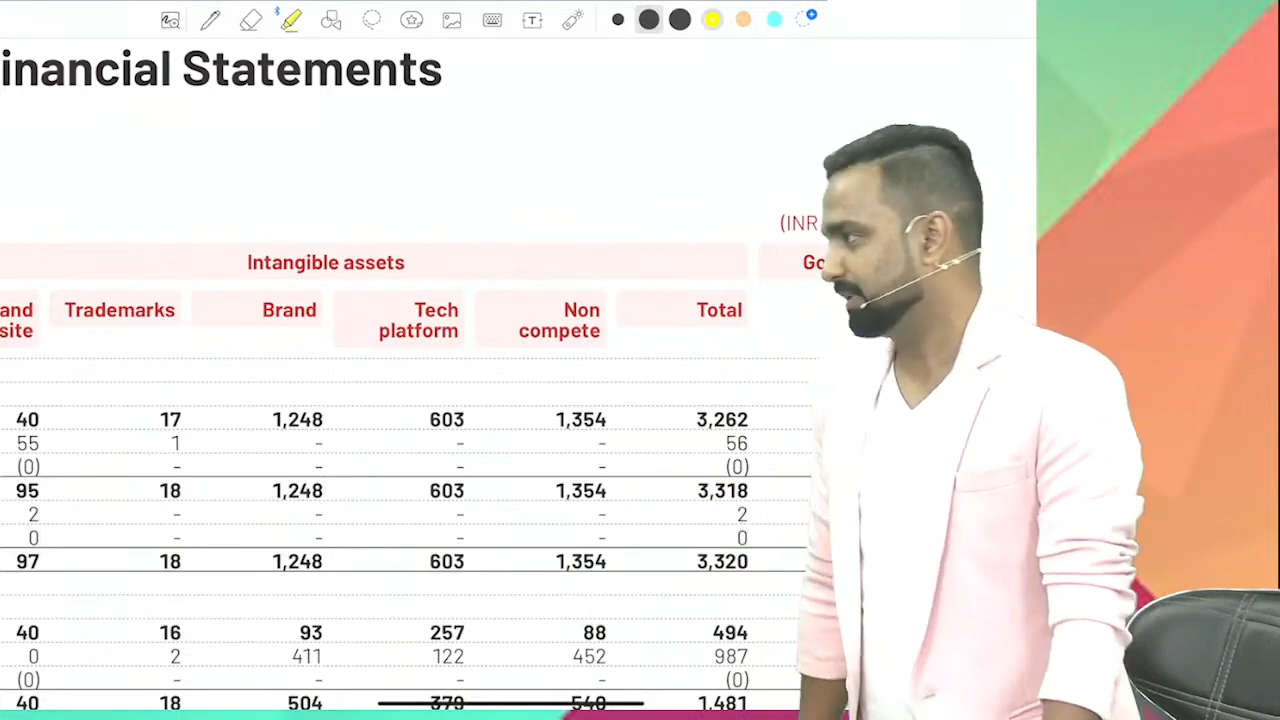 inancial Statements
(INR
Intangible assets
Go
and
site
Trademarks
Brand
Tech
platform
Non
compete
Total
40 17 1,248 603 1,354 3,262
55 1 - - - 56
(0) - - - - (0)
95 18 1,248 603 1,354 3,318
2 - - - - 2
0 - - - - 0
97 18 1,248 603 1,354 3,320
40 16 93 257 88 494
0 2 411 122 452 987
(0) - - - - (0)
40 18 504 379 540 1,481
T